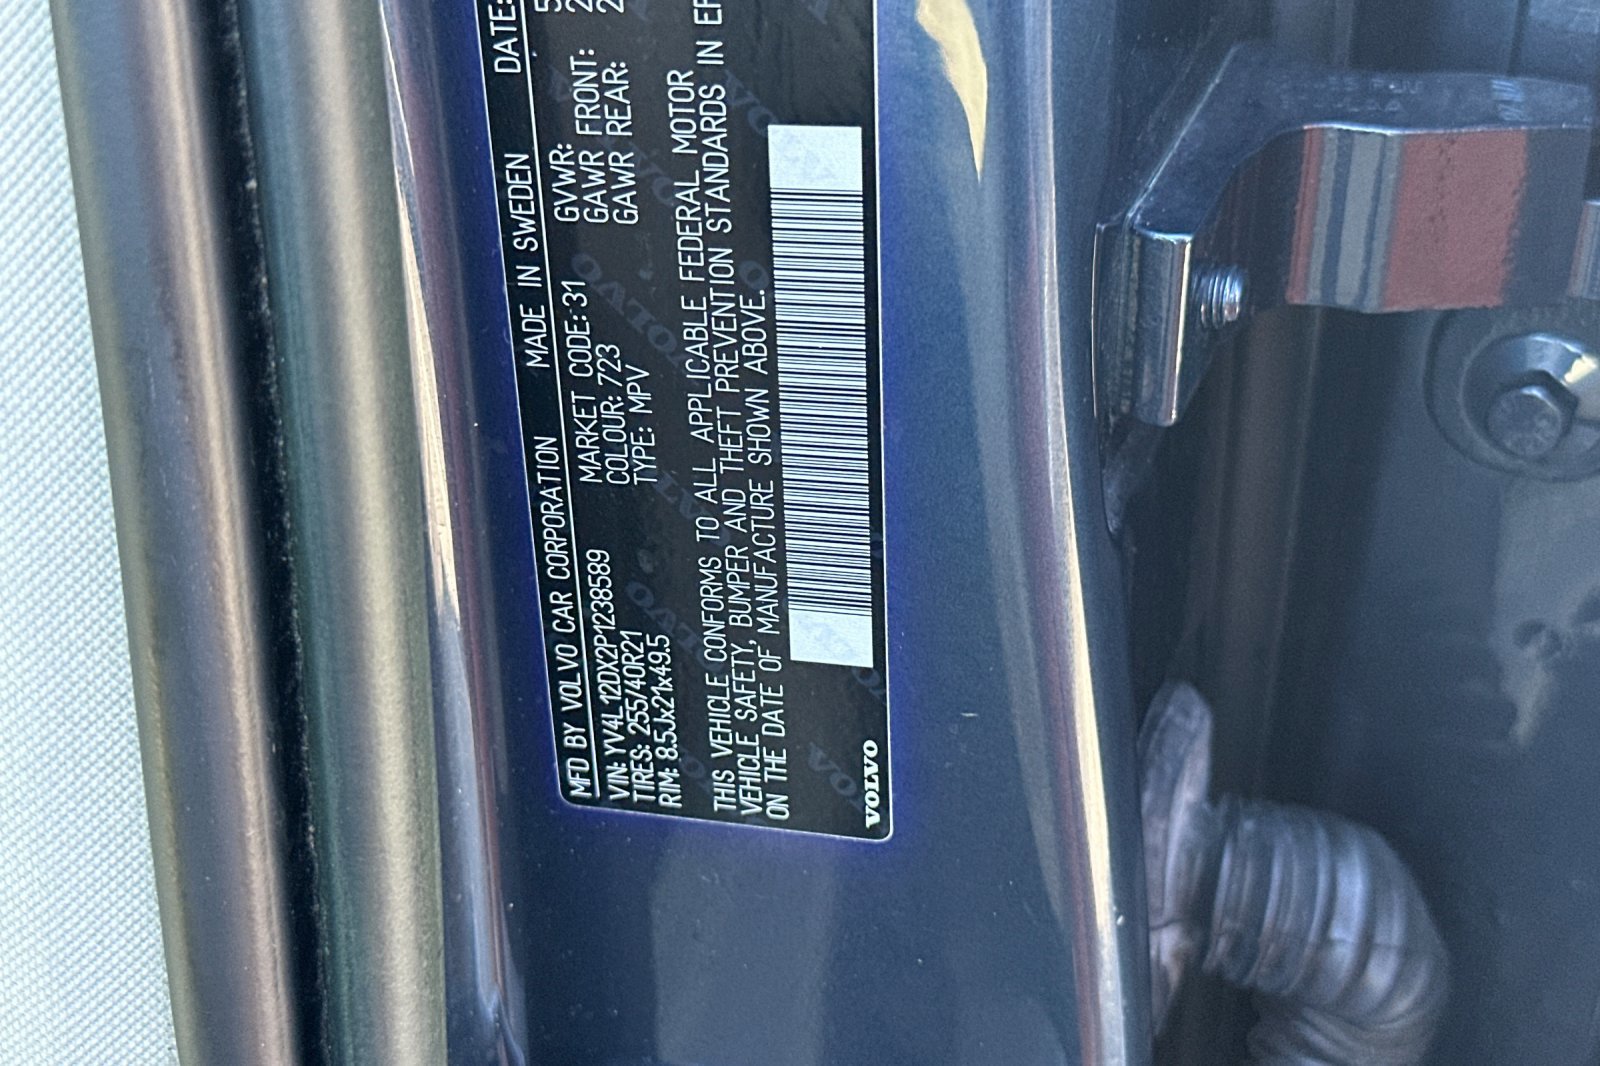 MFD BY VOLVO CAR CORPORATION MADE IN SWEDEN DATE:
VIN: YV4L12DX2P1238589 MARKET CODE: 31 GVWR:
TIRES: 255/40R21 COLOUR: 723 GAWR FRONT:
RIM: 8.5Jx21x49.5 TYPE: MPV GAWR REAR:
THIS VEHICLE CONFORMS TO ALL APPLICABLE FEDERAL MOTOR
VEHICLE SAFETY, BUMPER AND THEFT PREVENTION STANDARDS IN
ON THE DATE OF MANUFACTURE SHOWN ABOVE.
VOLVO